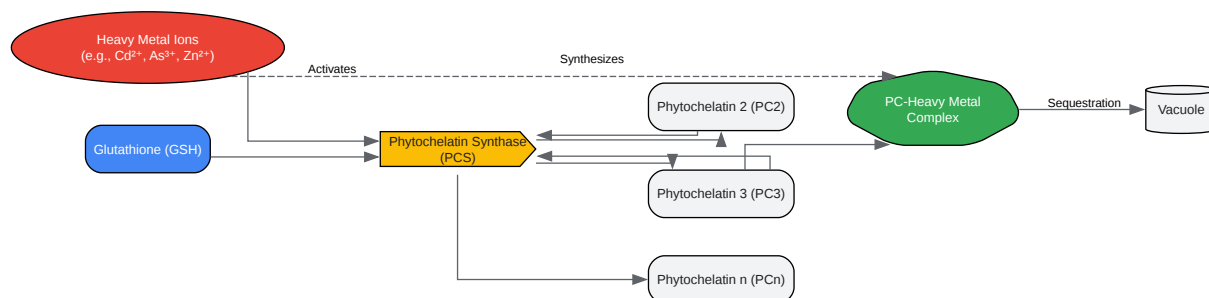 Heavy Metal Ions
(e.g., Cd²⁺, As³⁺, Zn²⁺)
Activates
Synthesizes
Phytochelatin 2 (PC2)
PC-Heavy Metal
Complex
Sequestration
Vacuole
Glutathione (GSH)
Phytochelatin Synthase
(PCS)
Phytochelatin 3 (PC3)
Phytochelatin n (PCn)